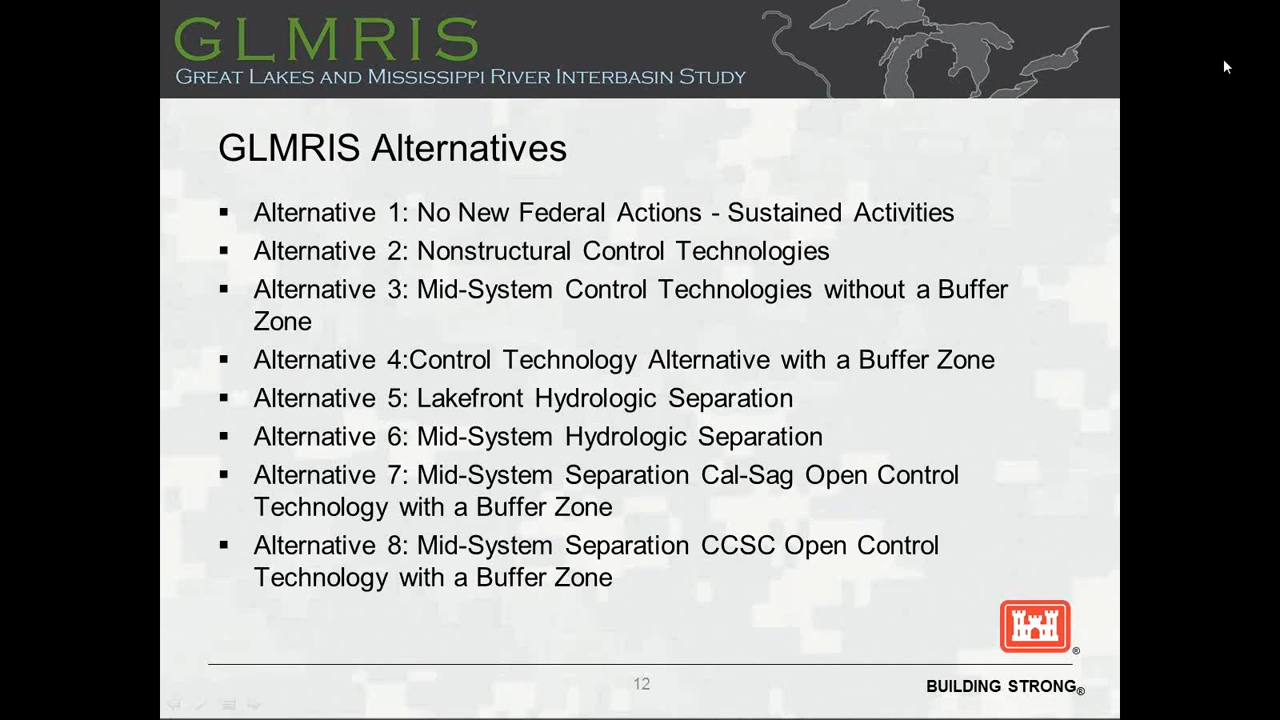 GLMRIS
GREAT LAKES AND MISSISSIPPI RIVER INTERBASIN STUDY
GLMRIS Alternatives
▪ Alternative 1: No New Federal Actions - Sustained Activities
▪ Alternative 2: Nonstructural Control Technologies
▪ Alternative 3: Mid-System Control Technologies without a Buffer
Zone
▪ Alternative 4:Control Technology Alternative with a Buffer Zone
▪ Alternative 5: Lakefront Hydrologic Separation
▪ Alternative 6: Mid-System Hydrologic Separation
▪ Alternative 7: Mid-System Separation Cal-Sag Open Control
Technology with a Buffer Zone
▪ Alternative 8: Mid-System Separation CCSC Open Control
Technology with a Buffer Zone
®
12
BUILDING STRONG®